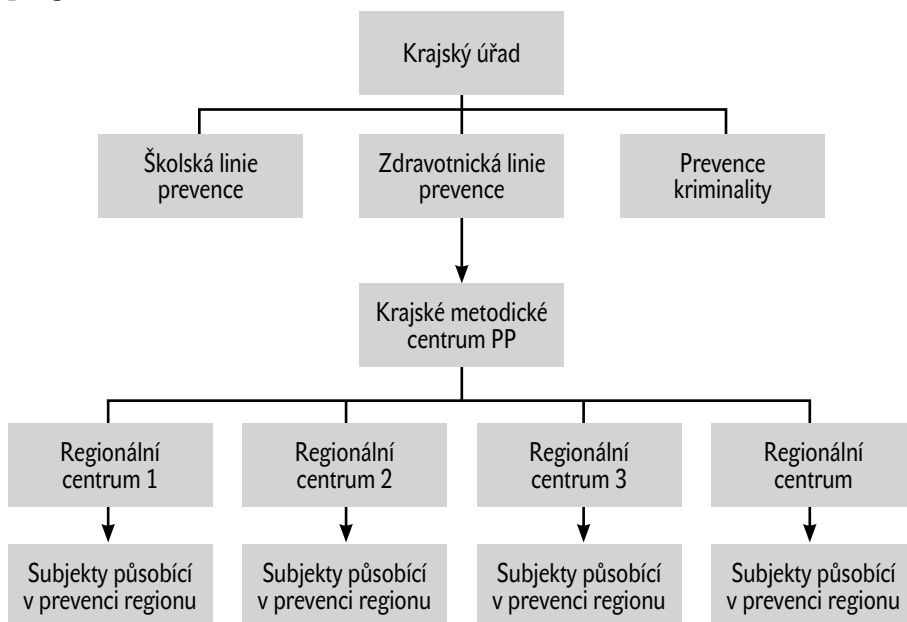 Krajský úřad
Školská linie
prevence
Zdravotnická linie
prevence
Prevence
kriminality
Krajské metodické
centrum PP
Regionální
centrum 1
Regionální
centrum 2
Regionální
centrum 3
Regionální
centrum
Subjekty působící
v prevenci regionu
Subjekty působící
v prevenci regionu
Subjekty působící
v prevenci regionu
Subjekty působící
v prevenci regionu